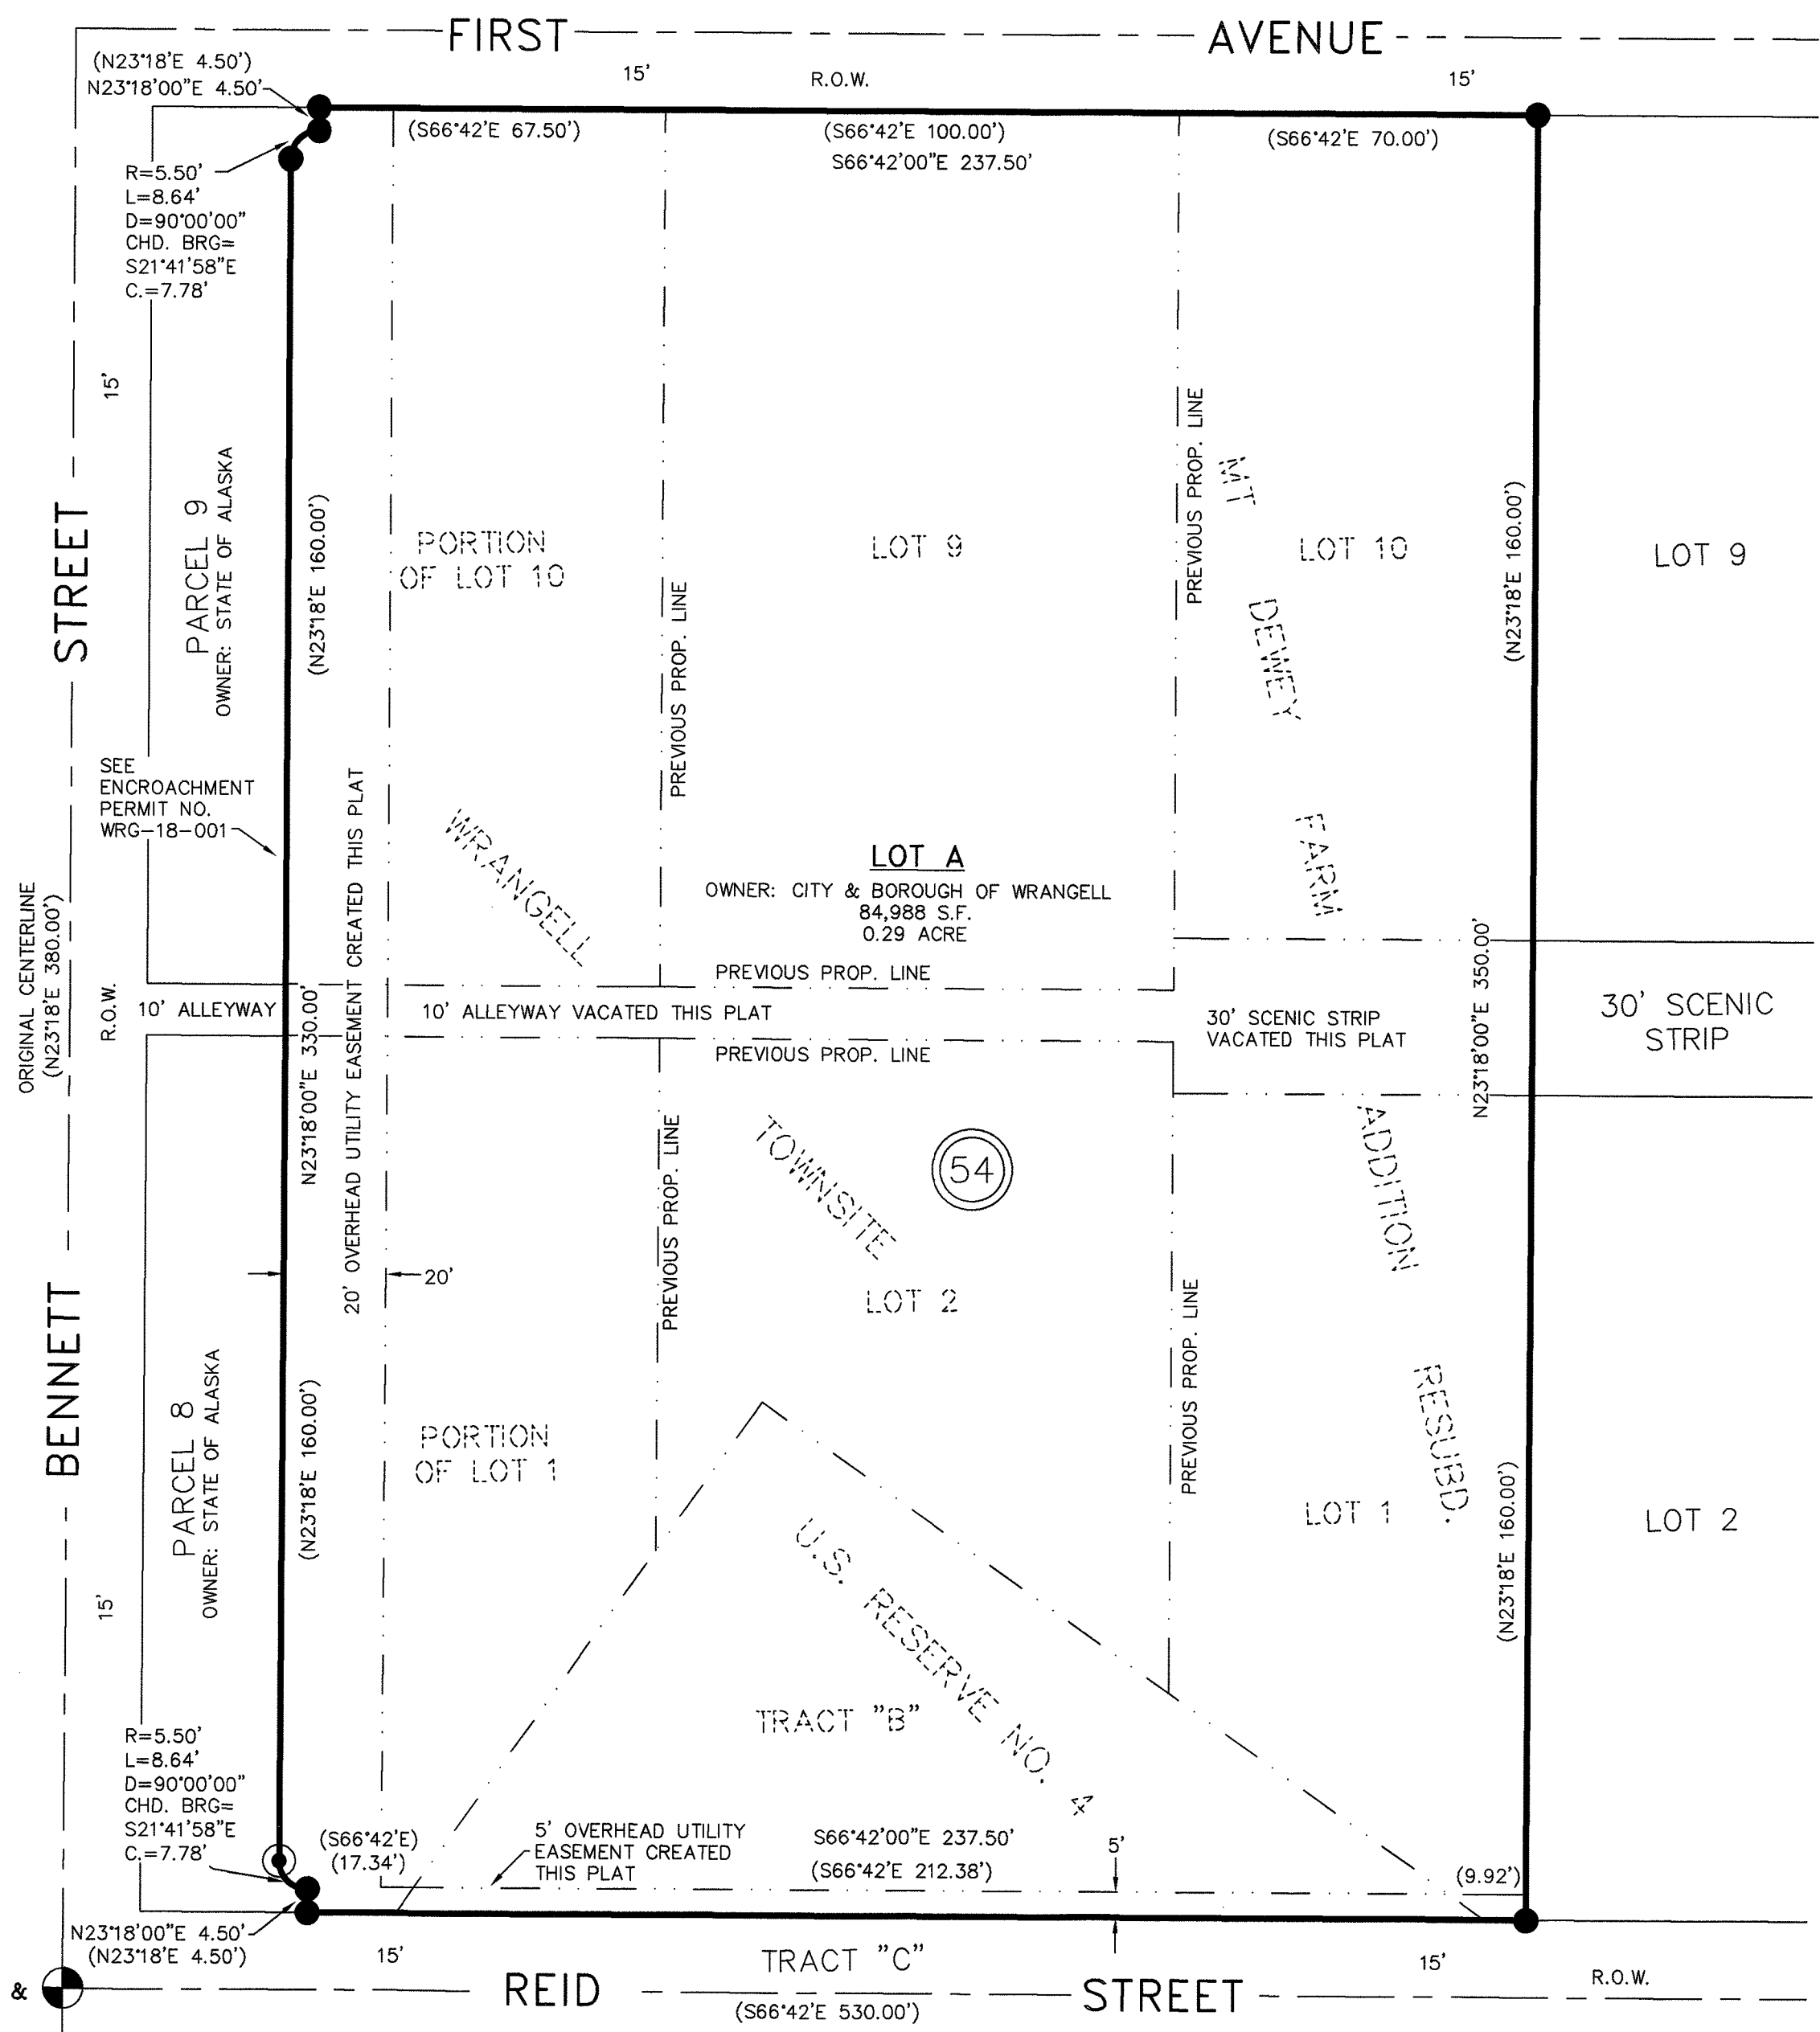 FIRST AVENUE
(N23°18'E 4.50')
N23°18'00"E 4.50'
15'
R.O.W.
15'
(S66°42'E 67.50')
(S66°42'E 100.00')
S66°42'00"E 237.50'
(S66°42'E 70.00')
R=5.50'
L=8.64'
D=90°00'00"
CHD. BRG=
S21°41'58"E
C.=7.78'
15'
STREET
PARCEL 9
OWNER: STATE OF ALASKA
(N23°18'E 160.00')
PORTION
OF LOT 10
PREVIOUS PROP. LINE
LOT 9
PREVIOUS PROP. LINE
MT
DEWEY
FARM
ADDITION
RESUBD.
LOT 10
(N23°18'E 160.00')
LOT 9
SEE
ENCROACHMENT
PERMIT NO.
WRG-18-001
20' OVERHEAD UTILITY EASEMENT CREATED THIS PLAT
WRANGELL
TOWNSITE
LOT A
OWNER: CITY & BOROUGH OF WRANGELL
84,988 S.F.
0.29 ACRE
ORIGINAL CENTERLINE
(N23°18'E 380.00')
R.O.W.
10' ALLEYWAY
N23°18'00"E 330.00'
PREVIOUS PROP. LINE
10' ALLEYWAY VACATED THIS PLAT
PREVIOUS PROP. LINE
30' SCENIC STRIP
VACATED THIS PLAT
N23°18'00"E 350.00'
30' SCENIC
STRIP
54
20'
PREVIOUS PROP. LINE
LOT 2
PREVIOUS PROP. LINE
BENNETT
PARCEL 8
OWNER: STATE OF ALASKA
(N23°18'E 160.00')
PORTION
OF LOT 1
LOT 1
(N23°18'E 160.00')
LOT 2
15'
U.S. RESERVE NO. 4
TRACT "B"
R=5.50'
L=8.64'
D=90°00'00"
CHD. BRG=
S21°41'58"E
C.=7.78'
(S66°42'E)
(17.34')
5' OVERHEAD UTILITY
EASEMENT CREATED
THIS PLAT
S66°42'00"E 237.50'
(S66°42'E 212.38')
5'
(9.92')
N23°18'00"E 4.50'
(N23°18'E 4.50')
15'
TRACT "C"
15'
R.O.W.
&
REID STREET
(S66°42'E 530.00')